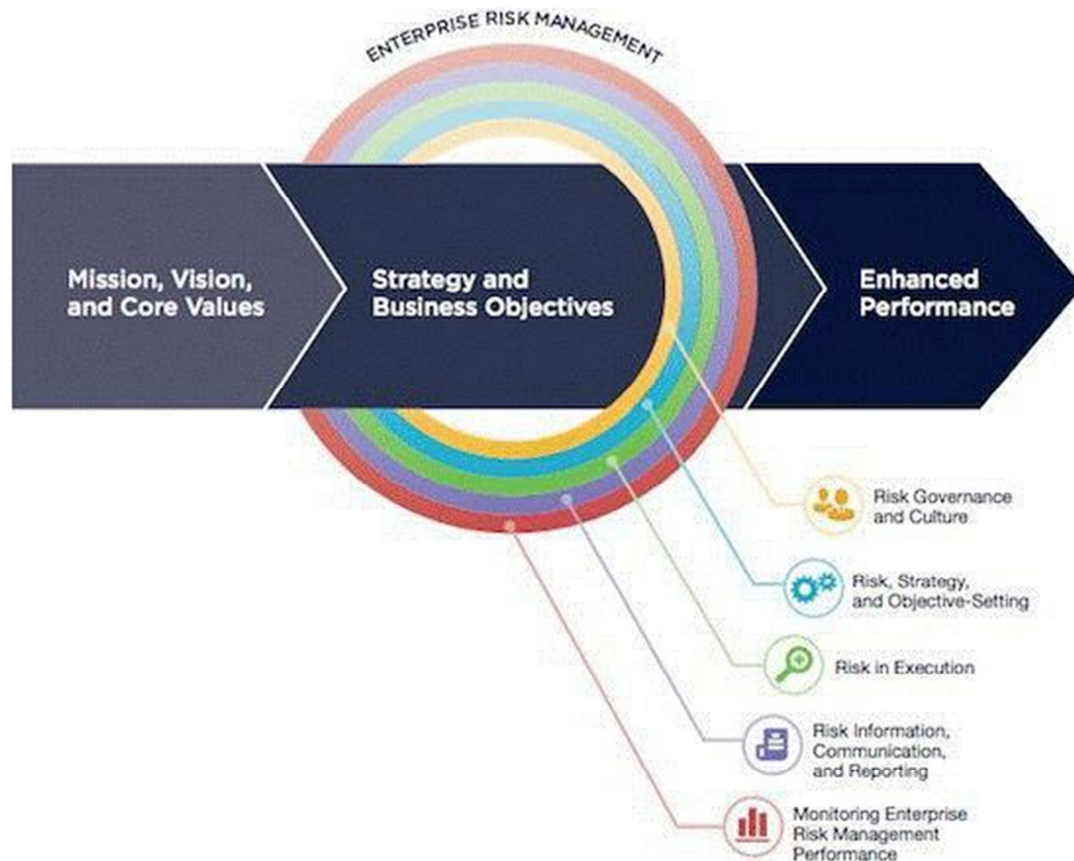 ENTERPRISE RISK MANAGEMENT
Mission, Vision,
and Core Values
Strategy and
Business Objectives
Enhanced
Performance
Risk Governance
and Culture
Risk, Strategy,
and Objective-Setting
Risk in Execution
Risk Information,
Communication,
and Reporting
Monitoring Enterprise
Risk Management
Performance